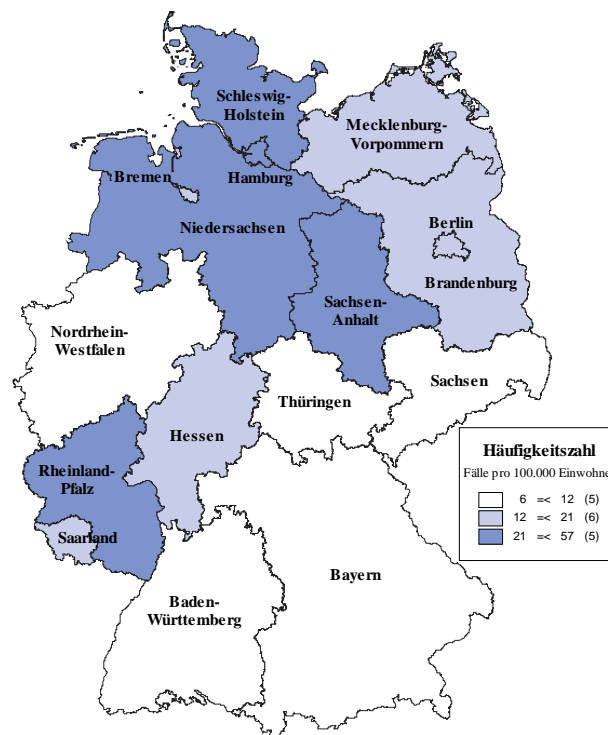 Schleswig-
Holstein
Mecklenburg-
Vorpommern
Bremen
Hamburg
Niedersachsen
Berlin
Brandenburg
Sachsen-
Anhalt
Nordrhein-
Westfalen
Sachsen
Thüringen
Hessen
Rheinland-
Pfalz
Saarland
Bayern
Baden-
Württemberg
Häufigkeitszahl
Fälle pro 100.000 Einwohne
6 =< 12 (5)
12 =< 21 (6)
21 =< 57 (5)